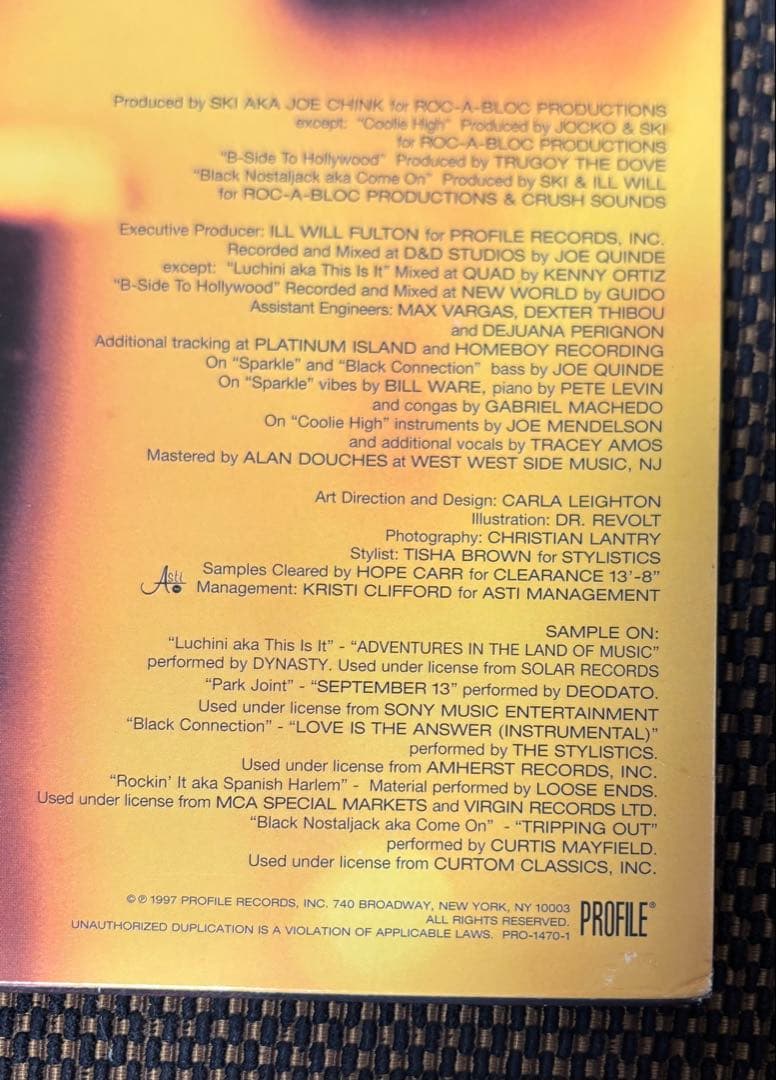 Produced by SKI AKA JOE CHINK for ROC-A-BLOC PRODUCTIONS
except: "Coolie High" Produced by JOCKO & SKI
for ROC-A-BLOC PRODUCTIONS
"B-Side To Hollywood" Produced by TRUGOY THE DOVE
"Black Nostaljack aka Come On" Produced by SKI & ILL WILL
for ROC-A-BLOC PRODUCTIONS & CRUSH SOUNDS
Executive Producer: ILL WILL FULTON for PROFILE RECORDS, INC.
Recorded and Mixed at D&D STUDIOS by JOE QUINDE
except: "Luchini aka This Is It" Mixed at QUAD by KENNY ORTIZ
"B-Side To Hollywood" Recorded and Mixed at NEW WORLD by GUIDO
Assistant Engineers: MAX VARGAS, DEXTER THIBOU
and DEJUANA PERIGNON
Additional tracking at PLATINUM ISLAND and HOMEBOY RECORDING
On "Sparkle" and "Black Connection" bass by JOE QUINDE
On "Sparkle" vibes by BILL WARE, piano by PETE LEVIN
and congas by GABRIEL MACHEDO
On "Coolie High" instruments by JOE MENDELSON
and additional vocals by TRACEY AMOS
Mastered by ALAN DOUCHES at WEST WEST SIDE MUSIC, NJ
Art Direction and Design: CARLA LEIGHTON
Illustration: DR. REVOLT
Photography: CHRISTIAN LANTRY
Stylist: TISHA BROWN for STYLISTICS
Samples Cleared by HOPE CARR for CLEARANCE 13'-8"
Asti Management: KRISTI CLIFFORD for ASTI MANAGEMENT
SAMPLE ON:
"Luchini aka This Is It" - "ADVENTURES IN THE LAND OF MUSIC"
performed by DYNASTY. Used under license from SOLAR RECORDS
"Park Joint" - "SEPTEMBER 13" performed by DEODATO.
Used under license from SONY MUSIC ENTERTAINMENT
"Black Connection" - "LOVE IS THE ANSWER (INSTRUMENTAL)"
performed by THE STYLISTICS.
Used under license from AMHERST RECORDS, INC.
"Rockin' It aka Spanish Harlem" - Material performed by LOOSE ENDS.
Used under license from MCA SPECIAL MARKETS and VIRGIN RECORDS LTD.
"Black Nostaljack aka Come On" - "TRIPPING OUT"
performed by CURTIS MAYFIELD.
Used under license from CURTOM CLASSICS, INC.
© ℗ 1997 PROFILE RECORDS, INC. 740 BROADWAY, NEW YORK, NY 10003
ALL RIGHTS RESERVED.
UNAUTHORIZED DUPLICATION IS A VIOLATION OF APPLICABLE LAWS. PRO-1470-1
PROFILE®